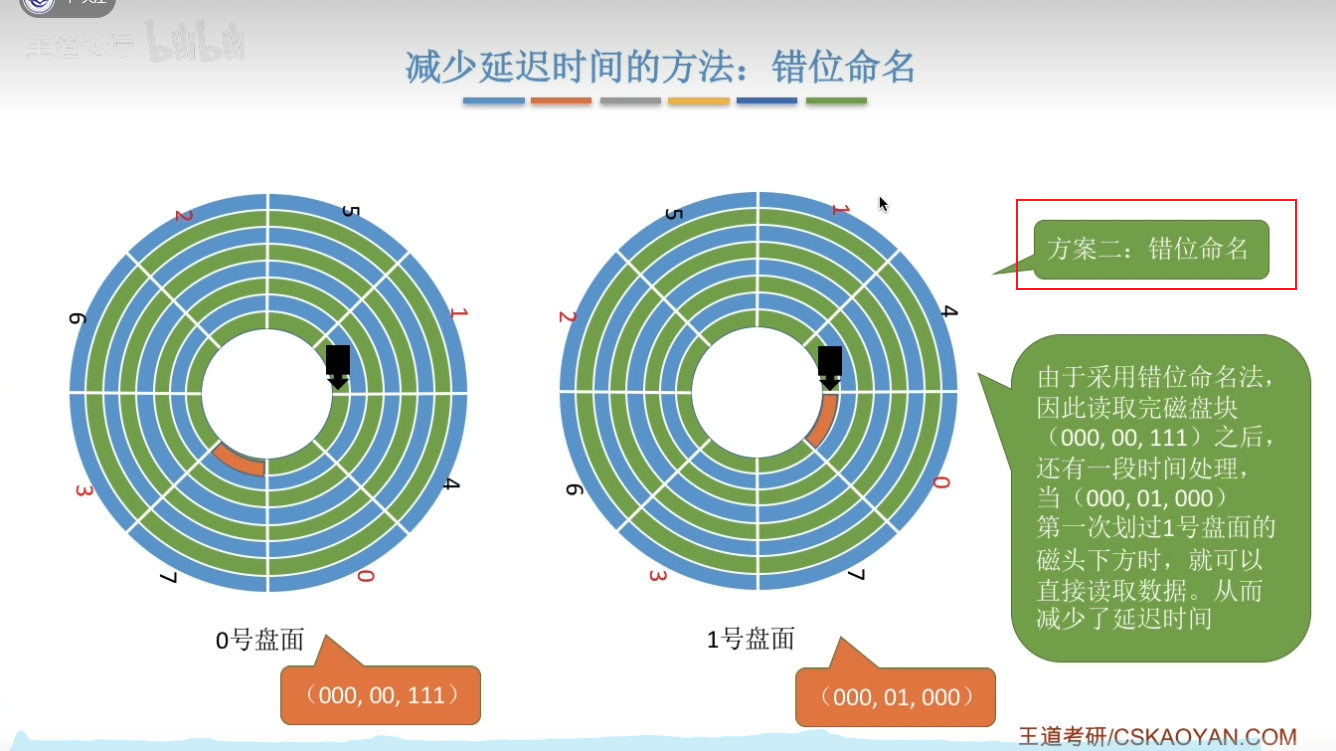 王道论坛 bilibili
减少延迟时间的方法：错位命名
2
5
6
1
3
4
7
0
5
1
2
4
6
0
3
7
方案二：错位命名
由于采用错位命名法，
因此读取完磁盘块
（000, 00, 111）之后，
还有一段时间处理，
当（000, 01, 000）
第一次划过1号盘面的
磁头下方时，就可以
直接读取数据。从而
减少了延迟时间
0号盘面
1号盘面
（000, 00, 111）
（000, 01, 000）
王道考研/CSKAOYAN.COM